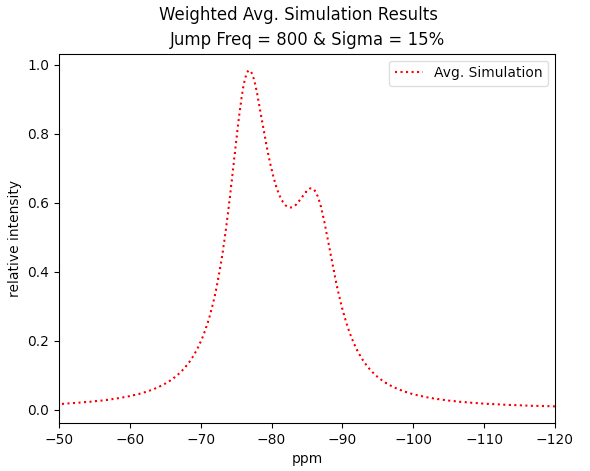 Weighted Avg. Simulation Results
Jump Freq = 800 & Sigma = 15%
Avg. Simulation
relative intensity
1.0
0.8
0.6
0.4
0.2
0.0
−50
−60
−70
−80
−90
−100
−110
−120
ppm